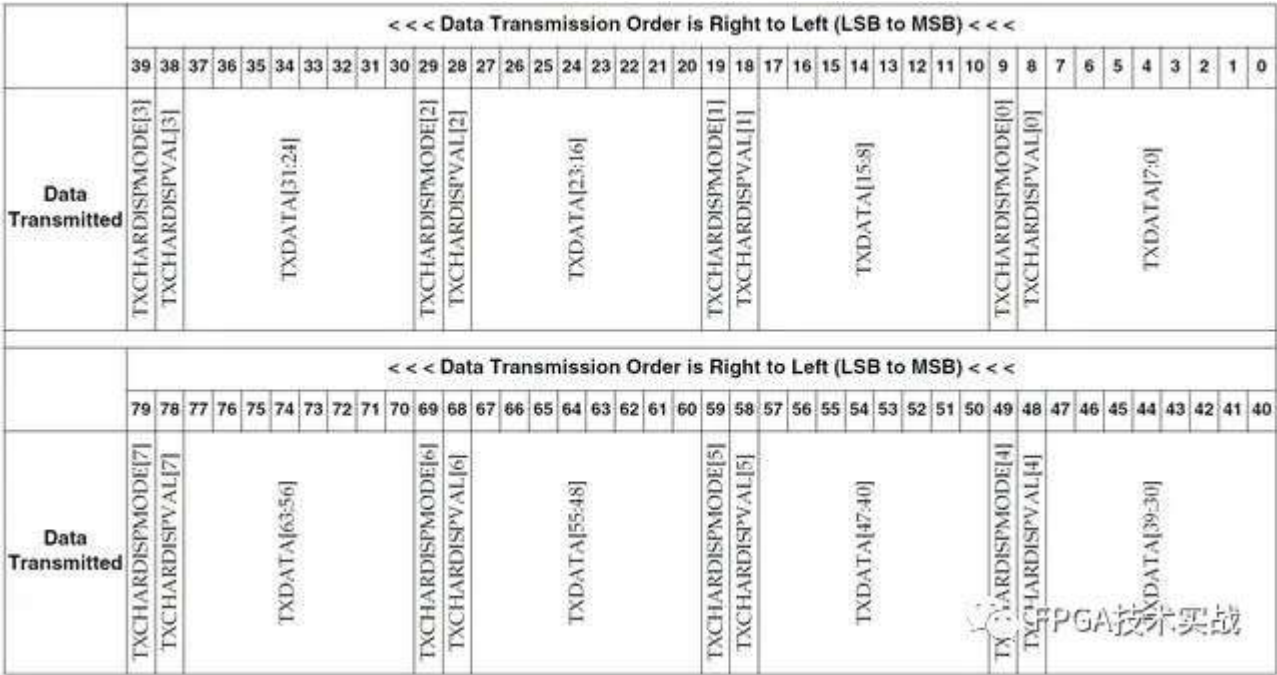 < < < Data Transmission Order is Right to Left (LSB to MSB) < < <
39 38 37 36 35 34 33 32 31 30 29 28 27 26 25 24 23 22 21 20 19 18 17 16 15 14 13 12 11 10 9 8 7 6 5 4 3 2 1 0
Data
Transmitted
TXCHARDISPMODE[3]
TXCHARDISPVAL[3]
TXDATA[31:24]
TXCHARDISPMODE[2]
TXCHARDISPVAL[2]
TXDATA[23:16]
TXCHARDISPMODE[1]
TXCHARDISPVAL[1]
TXDATA[15:8]
TXCHARDISPMODE[0]
TXCHARDISPVAL[0]
TXDATA[7:0]
< < < Data Transmission Order is Right to Left (LSB to MSB) < < <
79 78 77 76 75 74 73 72 71 70 69 68 67 66 65 64 63 62 61 60 59 58 57 56 55 54 53 52 51 50 49 48 47 46 45 44 43 42 41 40
Data
Transmitted
TXCHARDISPMODE[7]
TXCHARDISPVAL[7]
TXDATA[63:56]
TXCHARDISPMODE[6]
TXCHARDISPVAL[6]
TXDATA[55:48]
TXCHARDISPMODE[5]
TXCHARDISPVAL[5]
TXDATA[47:40]
TXCHARDISPMODE[4]
TXCHARDISPVAL[4]
TXDATA[39:30]
FPGA技术实战